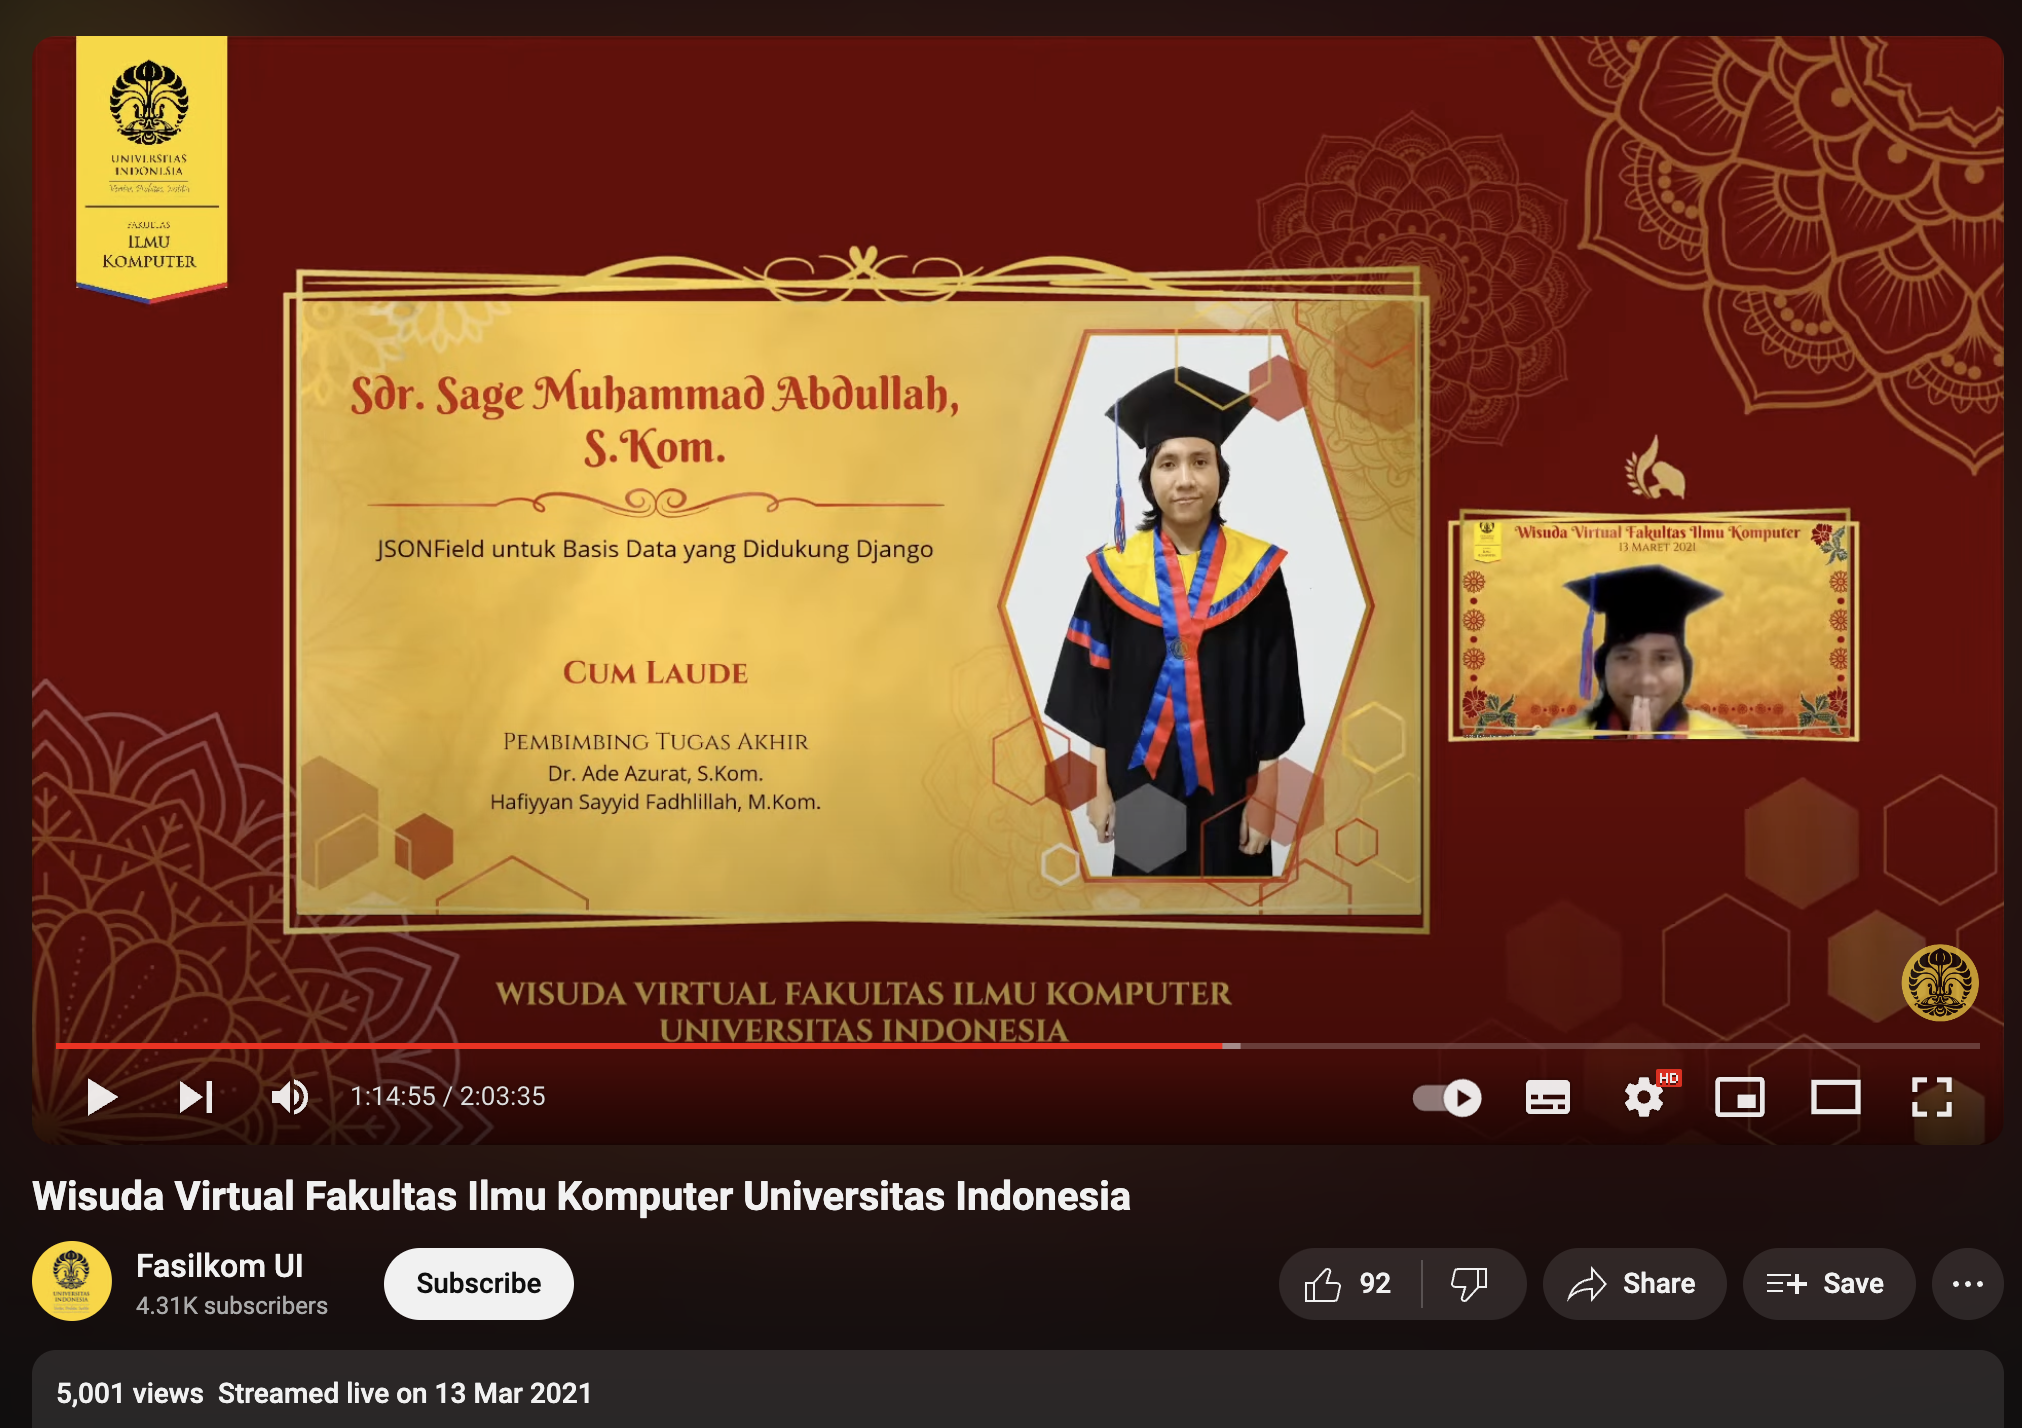 UNIVERSITAS
INDONESIA
Veritas, Probitas, Iustitia
FAKULTAS
ILMU
KOMPUTER
Sdr. Sage Muhammad Abdullah,
S.Kom.
JSONField untuk Basis Data yang Didukung Django
CUM LAUDE
PEMBIMBING TUGAS AKHIR
Dr. Ade Azurat, S.Kom.
Hafiyyan Sayyid Fadhlillah, M.Kom.
Wisuda Virtual Fakultas Ilmu Komputer
13 MARET 2021
WISUDA VIRTUAL FAKULTAS ILMU KOMPUTER
UNIVERSITAS INDONESIA
1:14:55 / 2:03:35
HD
Wisuda Virtual Fakultas Ilmu Komputer Universitas Indonesia
Fasilkom UI
4.31K subscribers
Subscribe
92
Share
Save
5,001 views Streamed live on 13 Mar 2021